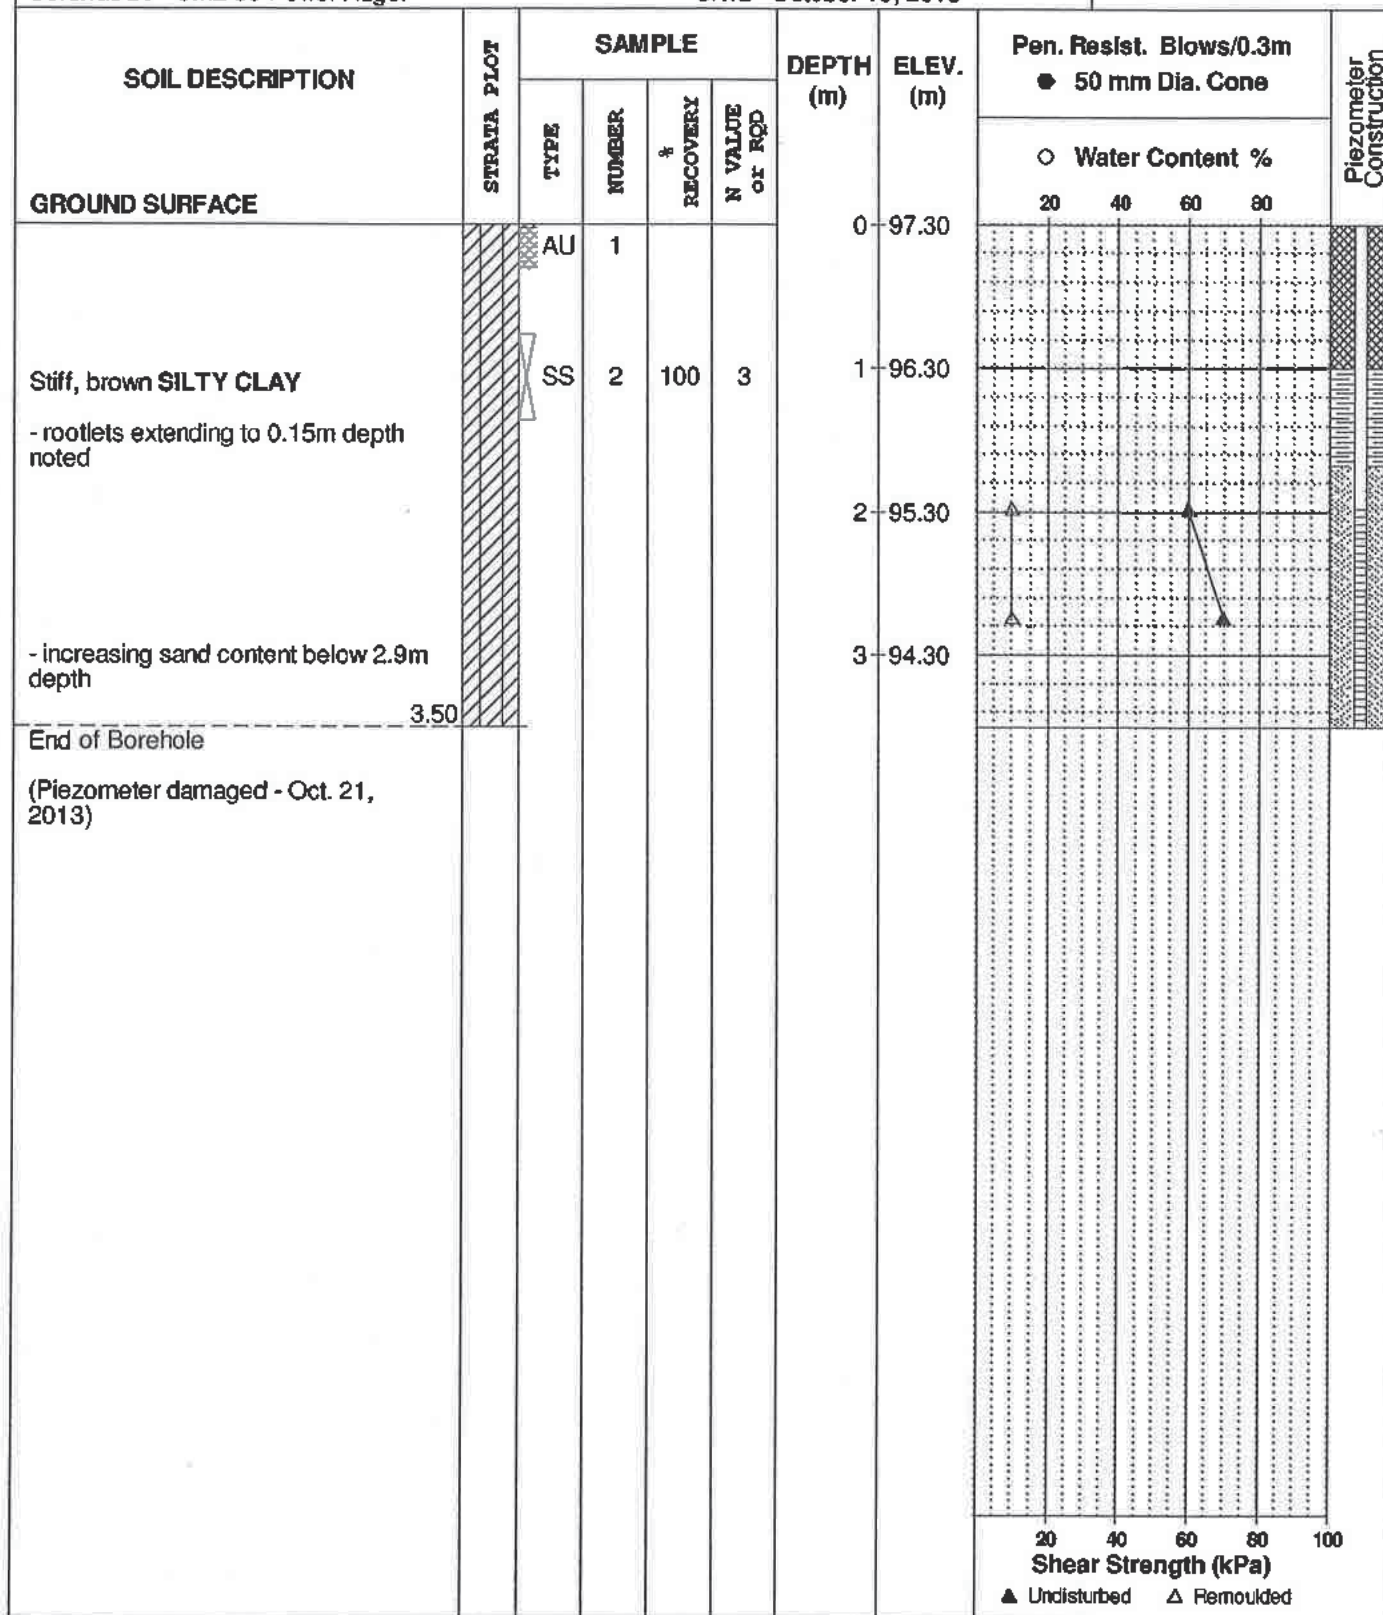 SOIL DESCRIPTION
GROUND SURFACE
STRATA PLOT
SAMPLE
TYPE
NUMBER
%
RECOVERY
N VALUE
or RQD
DEPTH
(m)
ELEV.
(m)
Pen. Resist. Blows/0.3m
● 50 mm Dia. Cone
○ Water Content %
20 40 60 80
Piezometer
Construction
0 97.30
AU 1
Stiff, brown SILTY CLAY
SS 2 100 3
1 96.30
- rootlets extending to 0.15m depth
noted
2 95.30
- increasing sand content below 2.9m
depth
3 94.30
3.50
End of Borehole
(Piezometer damaged - Oct. 21,
2013)
20 40 60 80 100
Shear Strength (kPa)
▲ Undisturbed △ Remoulded